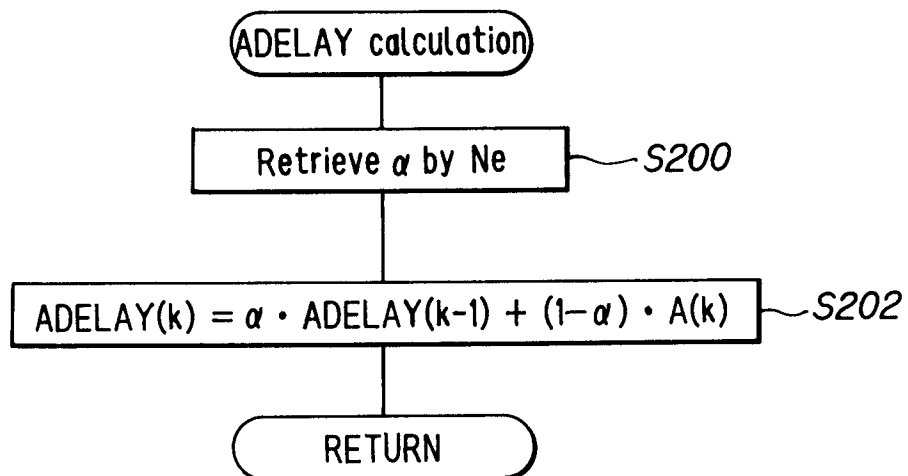 ADELAY calculation
Retrieve α by Ne
S200
ADELAY(k) = α · ADELAY(k-1) + (1-α) · A(k)
S202
RETURN